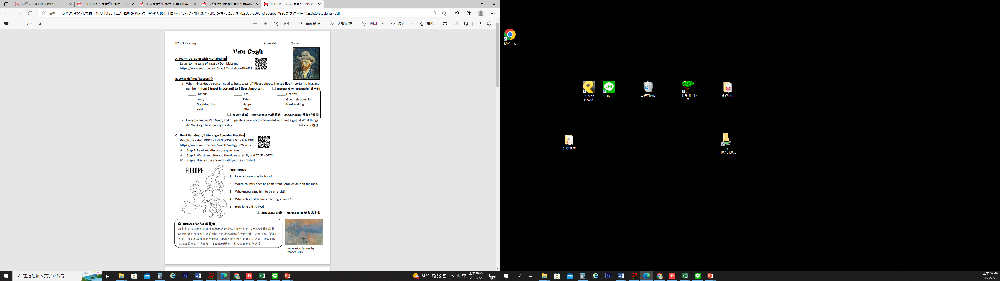 前導成果資料繳交說明.pdf
110北區領域素養導向教案(HE7
北區素養導向教案-介壽國中英文
前導課程研發審查意見介壽英語
B2U3 Van Gogh 素養導向學習單
檔案
G:/1.教學組/1.專案工作/3.1%20十二年國教課綱前導中堅學校&工作圈/@110前導/期末審查/部定課程/英語文科/B2U3%20Van%20Gogh%20素養導向學習單%20(students).pdf
1 之 4
頁面檢視
大聲朗讀
繪圖
反白
清除
B2 U3 Reading Class+No _______ Name ____________
Van Gogh
A. Warm-Up: Song with His Paintings
Listen to the song Vincent by Don McLean:
https://www.youtube.com/watch?v=ddGcwoNHofM
B. What defines “success”?
1. What things does a person need to be successful? Please choose the top five important things and
number it from 1 (most important) to 5 (least important). success 成功 successful 成功的
_____ Famous _____ Rich _____ Healthy
_____ Lucky _____ Talent _____ Good relationships
_____ Good-looking _____ Happy _____ Hardworking
_____ Kind _____ Other: _____________
talent 天賦 relationship 人際關係 good-looking 外貌好看的
2. Everyone knows Van Gogh, and his paintings are worth million dollars! Have a guess! What things
did Van Gogh have during his life? worth 價值
C. Life of Van Gogh / Listening + Speaking Practice
Watch the video: VINCENT VAN GOGH FACTS FOR KIDS
https://www.youtube.com/watch?v=degyOhWy7Uk
Step 1: Read and discuss the questions.
Step 2: Watch and listen to the video carefully and TAKE NOTES!
Step 3: Discuss the answers with your teammates!
EUROPE
QUESTIONS
1. In which year was he born?
2. Which country does he come from? And, color it on the map.
3. Who encouraged him to be an artist?
4. What is his first famous painting’s name?
5. How long did he live?
encourage 鼓勵 Impressionist 印象派畫家
Impressionism 印象派
印象畫派以光和色彩作為認識世界的中心，他們受到 19 世紀科學的啟發，
認為物體本身沒有固定的顏色，近看或遠觀同一個物體，它會呈現不同的
色彩。進而打破固有色的觀念，強調色彩是由光的變化而決定，所以印象
派強調景物在不同光線下呈現出的變化，畫作多取材自然風景。
Impression Sunrise by
Monet (1872)
在這裡輸入文字來搜尋
34°C 晴時多雲
中
上午 09:46
2022/7/5
27
瞭解詳情
PCMan
Novus
LINE
資源回收筒
1.教學組 - 捷
徑
處理ING
升學講座
t
(10.101.0....
上午 09:46
2022/7/5